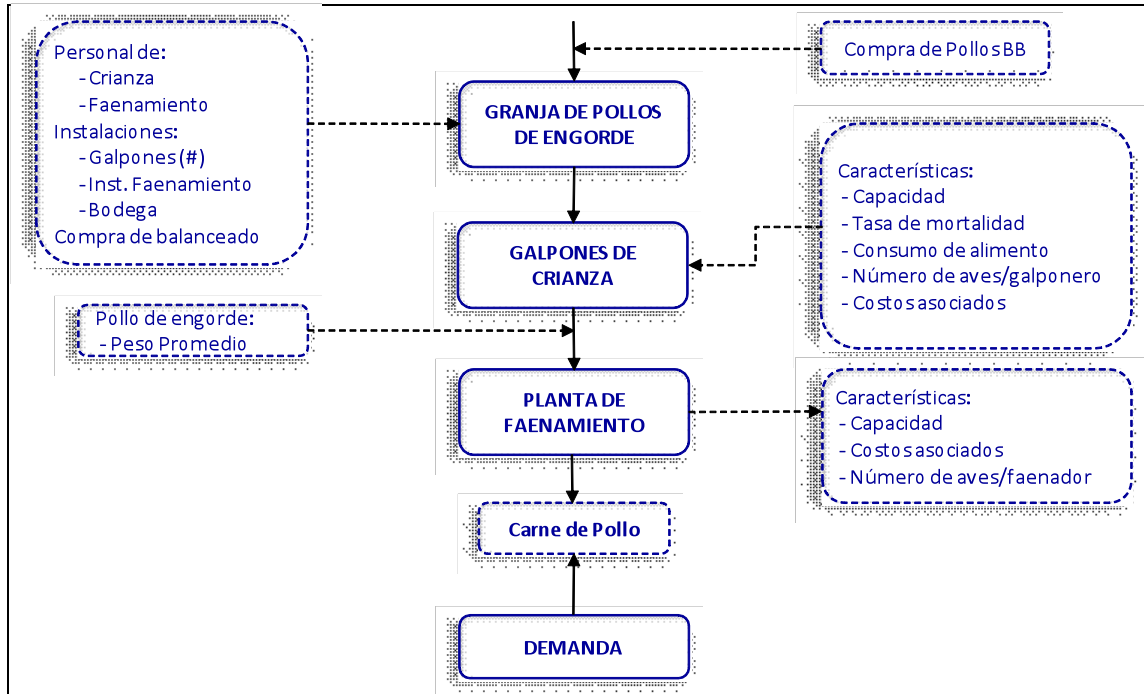 Personal de:
- Crianza
- Faenamiento
Instalaciones:
- Galpones (#)
- Inst. Faenamiento
- Bodega
Compra de balanceado
Compra de Pollos BB
GRANJA DE POLLOS
DE ENGORDE
Características:
- Capacidad
- Tasa de mortalidad
- Consumo de alimento
- Número de aves/galponero
- Costos asociados
GALPONES DE
CRIANZA
Pollo de engorde:
- Peso Promedio
PLANTA DE
FAENAMIENTO
Características:
- Capacidad
- Costos asociados
- Número de aves/faenador
Carne de Pollo
DEMANDA